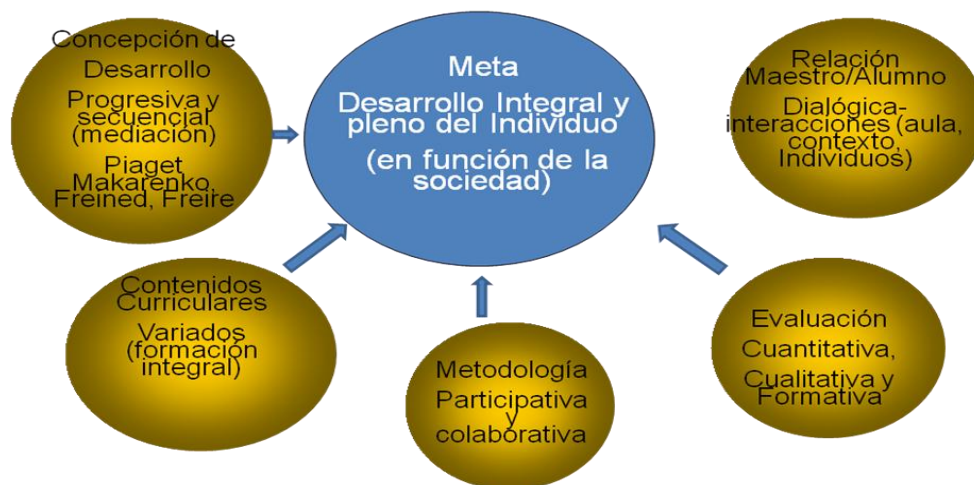 Concepción de
Desarrollo
Progresiva y
secuencial
(mediación)
Piaget
Makarenko,
Freined, Freire
Meta
Desarrollo Integral y
pleno del Individuo
(en función de la
sociedad)
Relación
Maestro/Alumno
Dialógica-
interacciones (aula,
contexto,
Individuos)
Contenidos
Curriculares
Variados
(formación
integral)
Metodología
Participativa
y
colaborativa
Evaluación
Cuantitativa,
Cualitativa y
Formativa